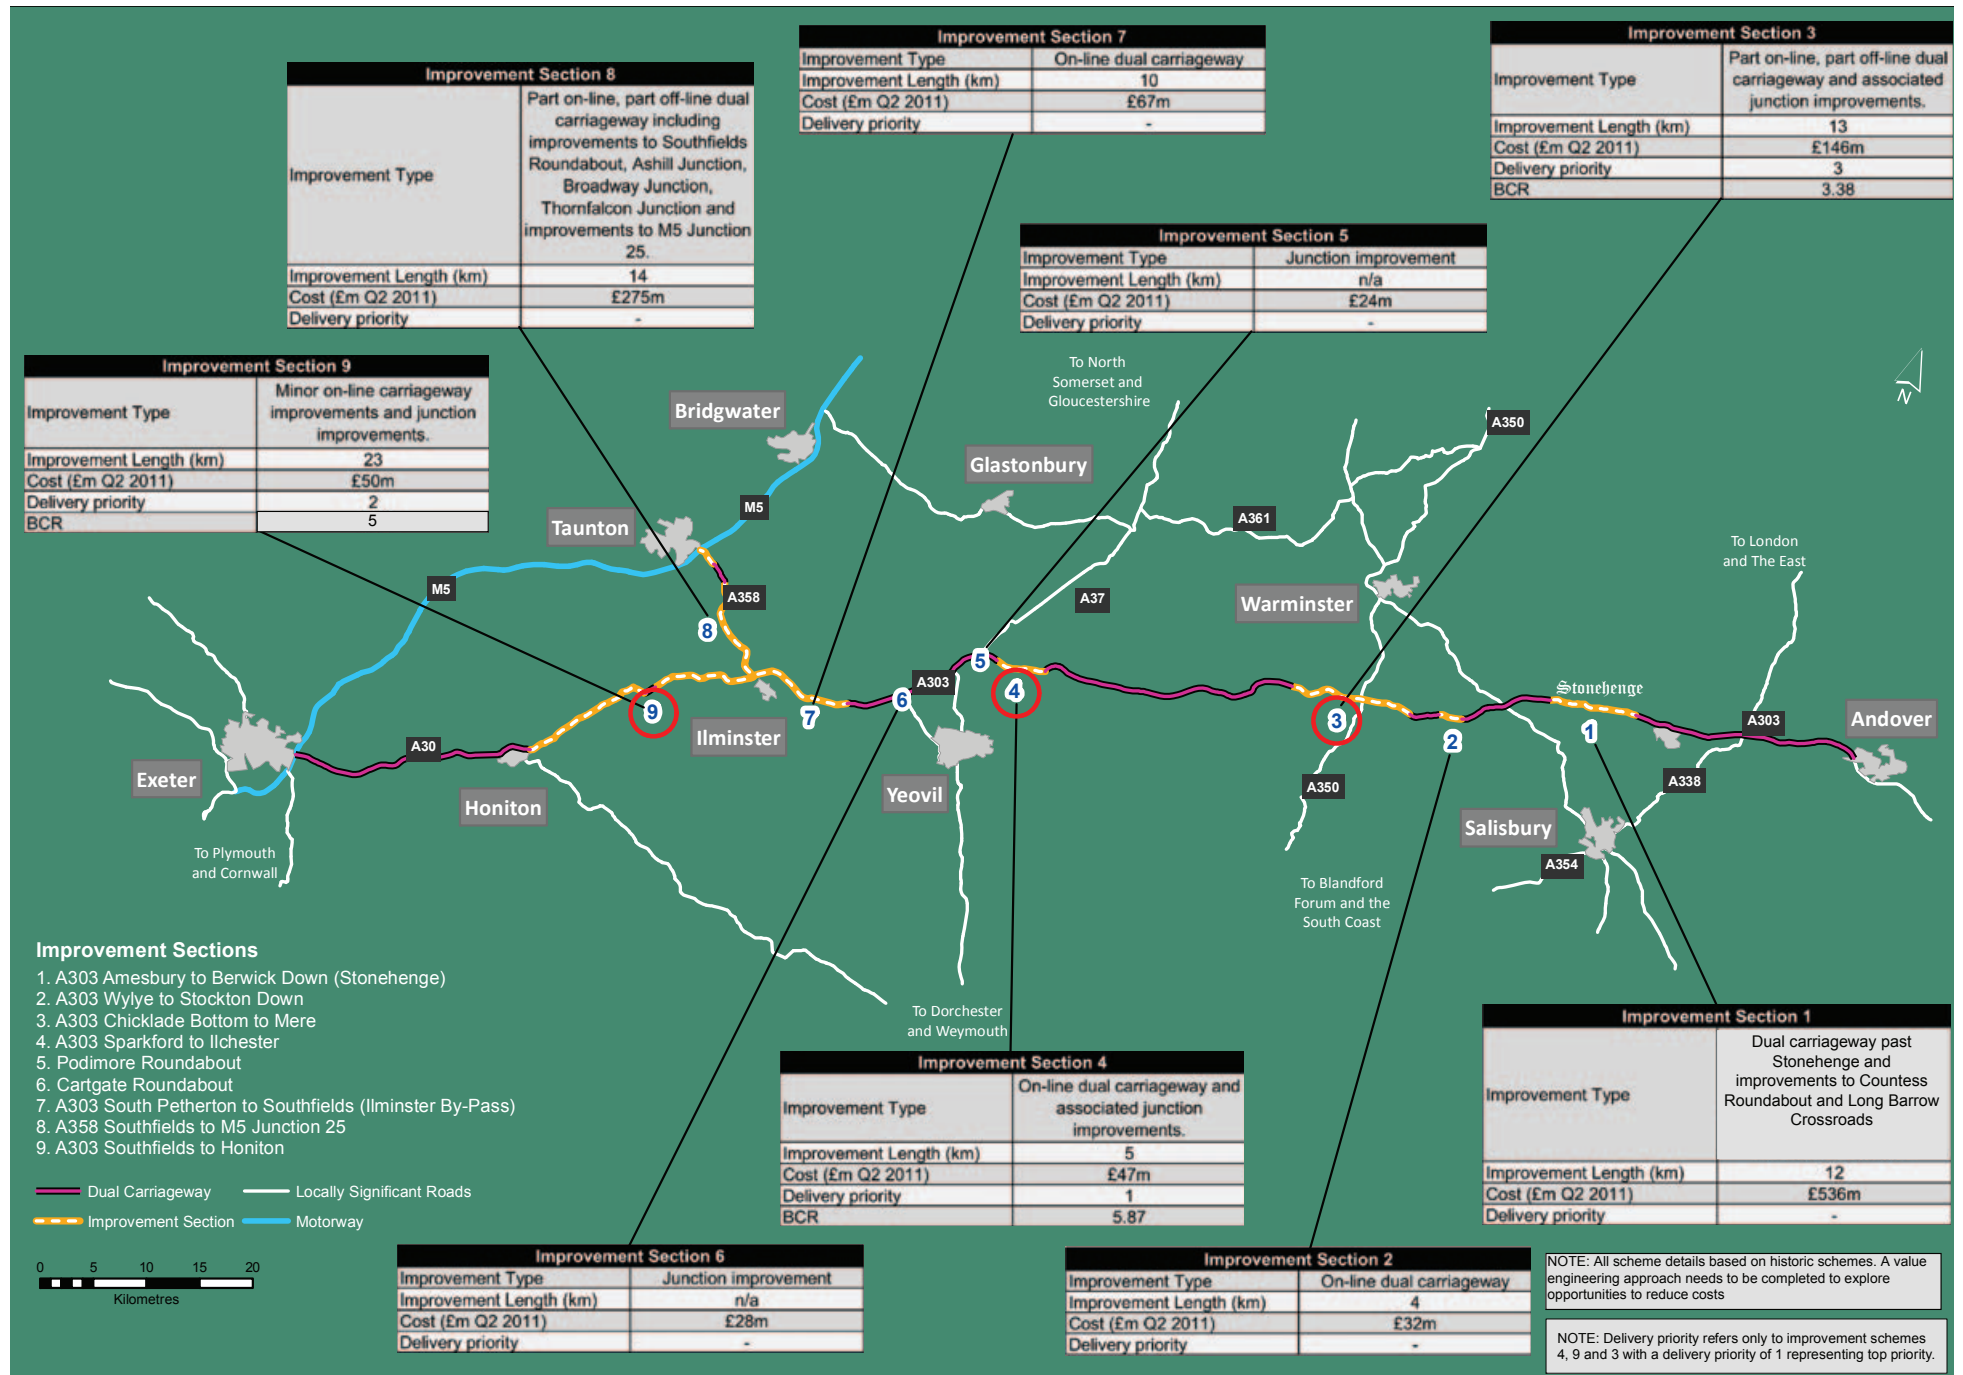 Improvement Section 7
Improvement Type On-line dual carriageway
Improvement Length (km) 10
Cost (£m Q2 2011) £67m
Delivery priority -
Improvement Section 3
Improvement Type Part on-line, part off-line dual
carriageway and associated
junction improvements.
Improvement Length (km) 13
Cost (£m Q2 2011) £146m
Delivery priority 3
BCR 3.38
Improvement Section 8
Improvement Type Part on-line, part off-line dual
carriageway including
improvements to Southfields
Roundabout, Ashill Junction,
Broadway Junction,
Thornfalcon Junction and
improvements to M5 Junction
25.
Improvement Length (km) 14
Cost (£m Q2 2011) £275m
Delivery priority -
Improvement Section 5
Improvement Type Junction improvement
Improvement Length (km) n/a
Cost (£m Q2 2011) £24m
Delivery priority -
Improvement Section 9
Improvement Type Minor on-line carriageway
improvements and junction
improvements.
Improvement Length (km) 23
Cost (£m Q2 2011) £50m
Delivery priority 2
BCR 5
To North
Somerset and
Gloucestershire
N
Bridgwater
A350
Glastonbury
M5
A361
Taunton
To London
and The East
M5
A358
A37
Warminster
8
5
A303
4
6
Stonehenge
9
7
3
2
1
A303
Andover
Ilminster
A30
Exeter
Honiton
Yeovil
A350
A338
Salisbury
A354
To Plymouth
and Cornwall
To Blandford
Forum and the
South Coast
To Dorchester
and Weymouth
Improvement Sections
1. A303 Amesbury to Berwick Down (Stonehenge)
2. A303 Wylye to Stockton Down
3. A303 Chicklade Bottom to Mere
4. A303 Sparkford to Ilchester
5. Podimore Roundabout
6. Cartgate Roundabout
7. A303 South Petherton to Southfields (Ilminster By-Pass)
8. A358 Southfields to M5 Junction 25
9. A303 Southfields to Honiton
Dual Carriageway Locally Significant Roads
Improvement Section Motorway
0 5 10 15 20
Kilometres
Improvement Section 4
Improvement Type On-line dual carriageway and
associated junction
improvements.
Improvement Length (km) 5
Cost (£m Q2 2011) £47m
Delivery priority 1
BCR 5.87
Improvement Section 1
Improvement Type Dual carriageway past
Stonehenge and
improvements to Countess
Roundabout and Long Barrow
Crossroads
Improvement Length (km) 12
Cost (£m Q2 2011) £536m
Delivery priority -
Improvement Section 6
Improvement Type Junction improvement
Improvement Length (km) n/a
Cost (£m Q2 2011) £28m
Delivery priority -
Improvement Section 2
Improvement Type On-line dual carriageway
Improvement Length (km) 4
Cost (£m Q2 2011) £32m
Delivery priority -
NOTE: All scheme details based on historic schemes. A value
engineering approach needs to be completed to explore
opportunities to reduce costs
NOTE: Delivery priority refers only to improvement schemes
4, 9 and 3 with a delivery priority of 1 representing top priority.